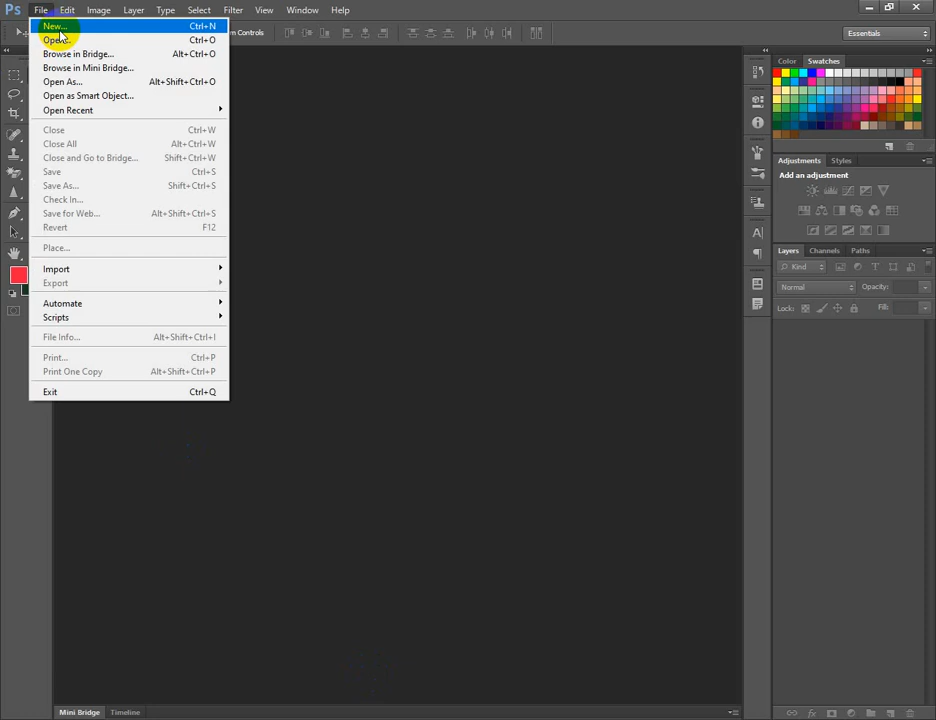 Ps File Edit Image Layer Type Select Filter View Window Help
m Controls
Essentials
New... Ctrl+N
Open... Ctrl+O
Browse in Bridge... Alt+Ctrl+O
Browse in Mini Bridge...
Open As... Alt+Shift+Ctrl+O
Open as Smart Object...
Open Recent
Close Ctrl+W
Close All Alt+Ctrl+W
Close and Go to Bridge... Shift+Ctrl+W
Save Ctrl+S
Save As... Shift+Ctrl+S
Check In...
Save for Web... Alt+Shift+Ctrl+S
Revert F12
Place...
Import
Export
Automate
Scripts
File Info... Alt+Shift+Ctrl+I
Print... Ctrl+P
Print One Copy Alt+Shift+Ctrl+P
Exit Ctrl+Q
Color Swatches
Adjustments Styles
Add an adjustment
Layers Channels Paths
Kind
Normal Opacity:
Lock: Fill:
Mini Bridge Timeline